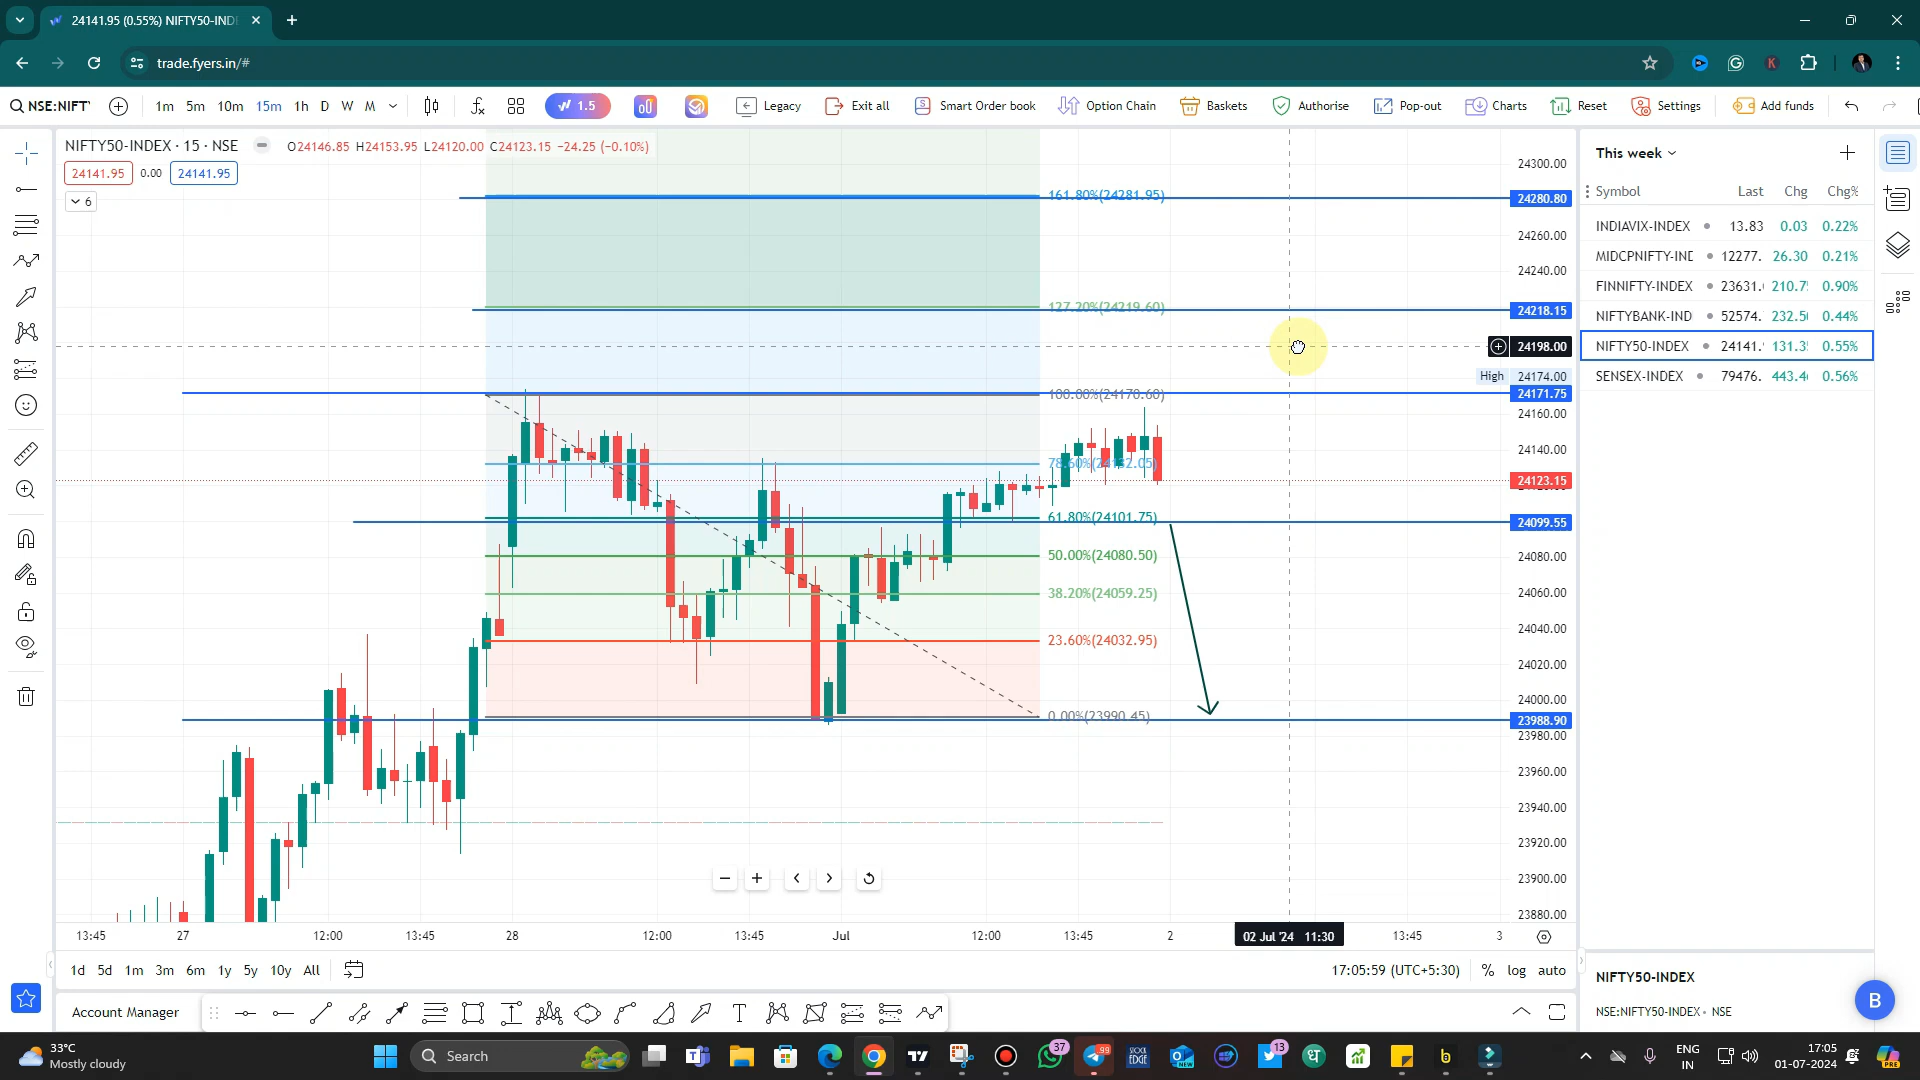 24141.95 (0.55%) NIFTY50-IND
trade.fyers.in/#
NSE:NIFT
1m 5m 10m 15m 1h D W M
1.5
Legacy
Exit all
Smart Order book
Option Chain
Baskets
Authorise
Pop-out
Charts
Reset
Settings
Add funds
NIFTY50-INDEX · 15 · NSE
O24146.85 H24153.95 L24120.00 C24123.15 −24.25 (−0.10%)
24141.95 0.00 24141.95
6
161.80%(24281.95)
127.20%(24219.60)
100.00%(24170.60)
78.60%(24132.05)
61.80%(24101.75)
50.00%(24080.50)
38.20%(24059.25)
23.60%(24032.95)
0.00%(23990.45)
24300.00
24280.80
24260.00
24240.00
24218.15
24198.00
High 24174.00
24171.75
24160.00
24140.00
24123.15
24099.55
24080.00
24060.00
24040.00
24020.00
24000.00
23988.90
23980.00
23960.00
23940.00
23920.00
23900.00
23880.00
13:45 27 12:00 13:45 28 12:00 13:45 Jul 12:00 13:45 2 02 Jul '24 11:30 13:45 3
1d 5d 1m 3m 6m 1y 5y 10y All
17:05:59 (UTC+5:30) % log auto
Account Manager
This week
Symbol Last Chg Chg%
INDIAVIX-INDEX 13.83 0.03 0.22%
MIDCPNIFTY-INE 12277. 26.30 0.21%
FINNIFTY-INDEX 23631. 210.7 0.90%
NIFTYBANK-IND 52574. 232.5 0.44%
NIFTY50-INDEX 24141. 131.3 0.55%
SENSEX-INDEX 79476. 443.4 0.56%
NIFTY50-INDEX
NSE:NIFTY50-INDEX • NSE
B
33°C
Mostly cloudy
Search
37
99
STOCK
EDGE
NEW
13
ENG
IN
17:05
01-07-2024
PRE